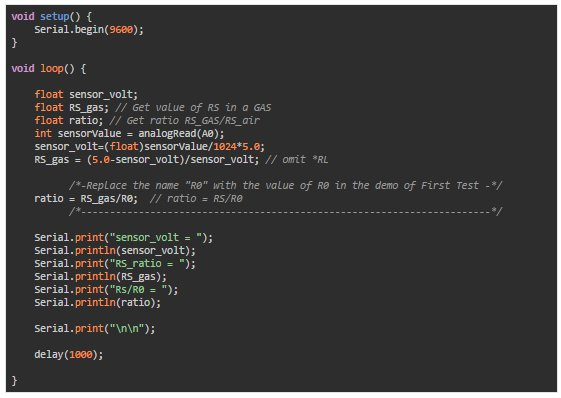 void setup() {
    Serial.begin(9600);
}

void loop() {

    float sensor_volt;
    float RS_gas; // Get value of RS in a GAS
    float ratio; // Get ratio RS_GAS/RS_air
    int sensorValue = analogRead(A0);
    sensor_volt=(float)sensorValue/1024*5.0;
    RS_gas = (5.0-sensor_volt)/sensor_volt; // omit *RL

          /*-Replace the name "R0" with the value of R0 in the demo of First Test -*/
    ratio = RS_gas/R0;  // ratio = RS/R0
          /*-----------------------------------------------------------------------*/

    Serial.print("sensor_volt = ");
    Serial.println(sensor_volt);
    Serial.print("RS_ratio = ");
    Serial.println(RS_gas);
    Serial.print("Rs/R0 = ");
    Serial.println(ratio);

    Serial.print("\n\n");

    delay(1000);

}